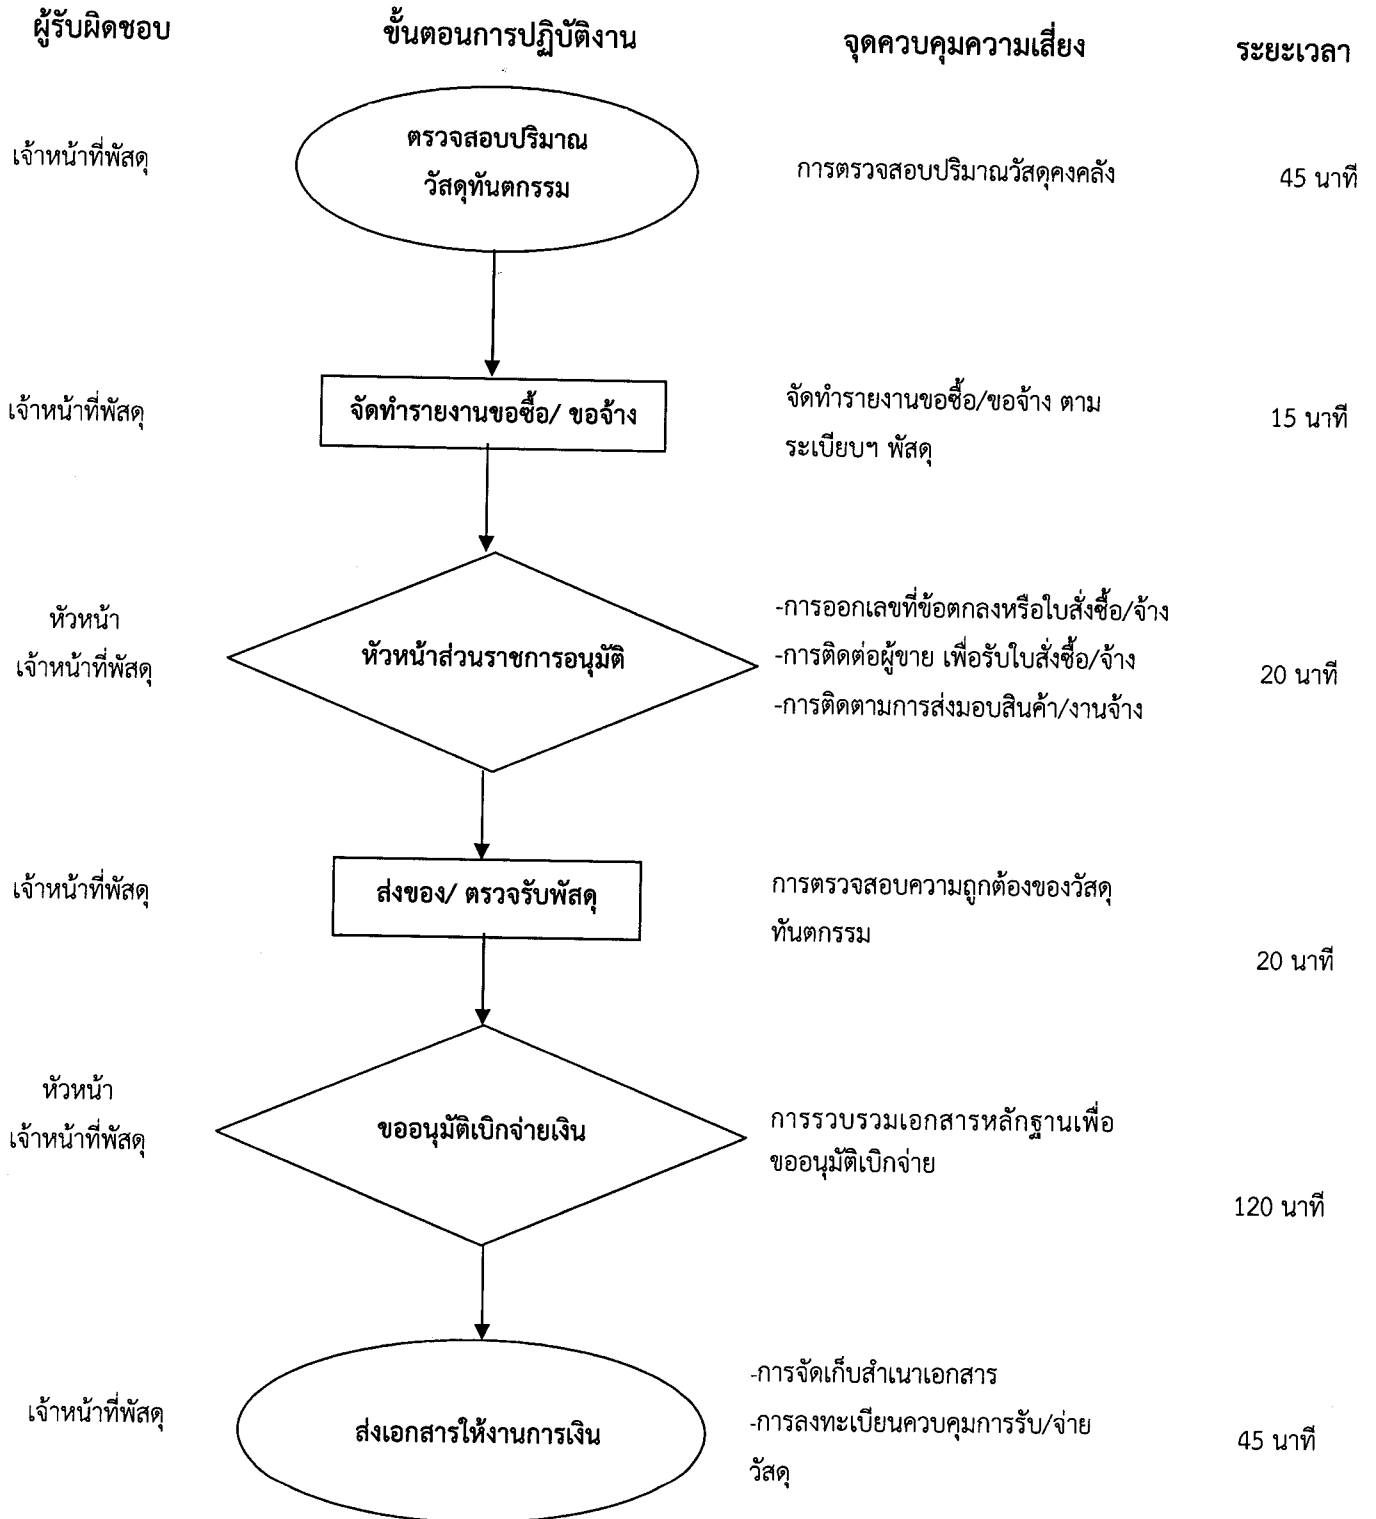 ผู้รับผิดชอบ
ขั้นตอนการปฏิบัติงาน
จุดควบคุมความเสี่ยง
ระยะเวลา
เจ้าหน้าที่พัสดุ
ตรวจสอบปริมาณ
วัสดุทันตกรรม
การตรวจสอบปริมาณวัสดุคงคลัง
45 นาที
เจ้าหน้าที่พัสดุ
จัดทำรายงานขอซื้อ/ ขอจ้าง
จัดทำรายงานขอซื้อ/ขอจ้าง ตาม
ระเบียบฯ พัสดุ
15 นาที
หัวหน้า
เจ้าหน้าที่พัสดุ
หัวหน้าส่วนราชการอนุมัติ
-การออกเลขที่ข้อตกลงหรือใบสั่งซื้อ/จ้าง
-การติดต่อผู้ขาย เพื่อรับใบสั่งซื้อ/จ้าง
-การติดตามการส่งมอบสินค้า/งานจ้าง
20 นาที
เจ้าหน้าที่พัสดุ
ส่งของ/ ตรวจรับพัสดุ
การตรวจสอบความถูกต้องของวัสดุ
ทันตกรรม
20 นาที
หัวหน้า
เจ้าหน้าที่พัสดุ
ขออนุมัติเบิกจ่ายเงิน
การรวบรวมเอกสารหลักฐานเพื่อ
ขออนุมัติเบิกจ่าย
120 นาที
เจ้าหน้าที่พัสดุ
ส่งเอกสารให้งานการเงิน
-การจัดเก็บสำเนาเอกสาร
-การลงทะเบียนควบคุมการรับ/จ่าย
วัสดุ
45 นาที